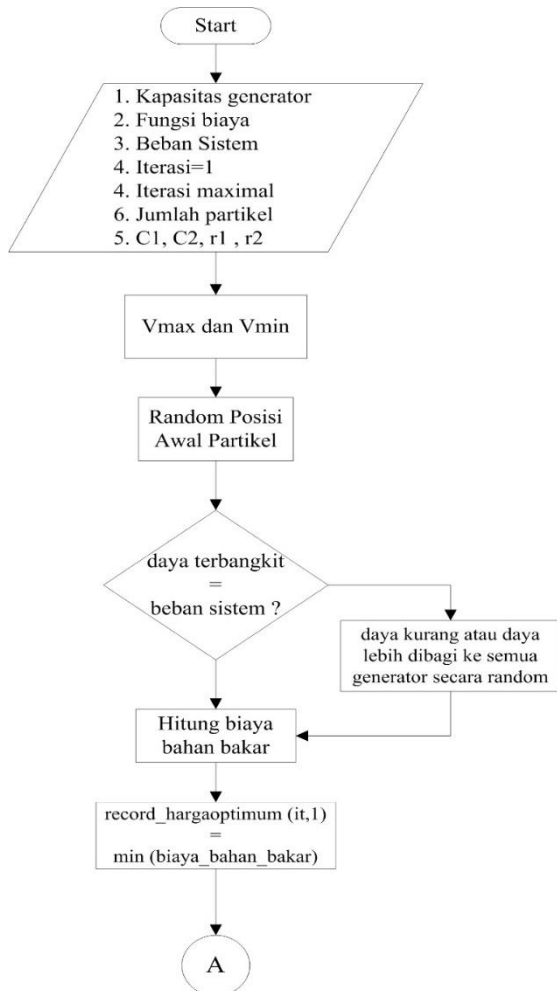 Start
1. Kapasitas generator
2. Fungsi biaya
3. Beban Sistem
4. Iterasi=1
4. Iterasi maximal
6. Jumlah partikel
5. C1, C2, r1 , r2
Vmax dan Vmin
Random Posisi
Awal Partikel
daya terbangkit
=
beban sistem ?
daya kurang atau daya
lebih dibagi ke semua
generator secara random
Hitung biaya
bahan bakar
record_hargaoptimum (it,1)
=
min (biaya_bahan_bakar)
A